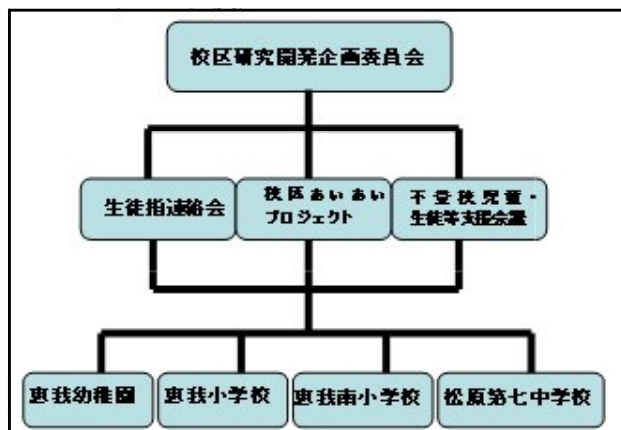 校区研究開発企画委員会
生徒指連絡会
校区あいあい
プロジェクト
不登校児童・
生徒等支援会議
恵我幼稚園
恵我小学校
恵我南小学校
松原第七中学校